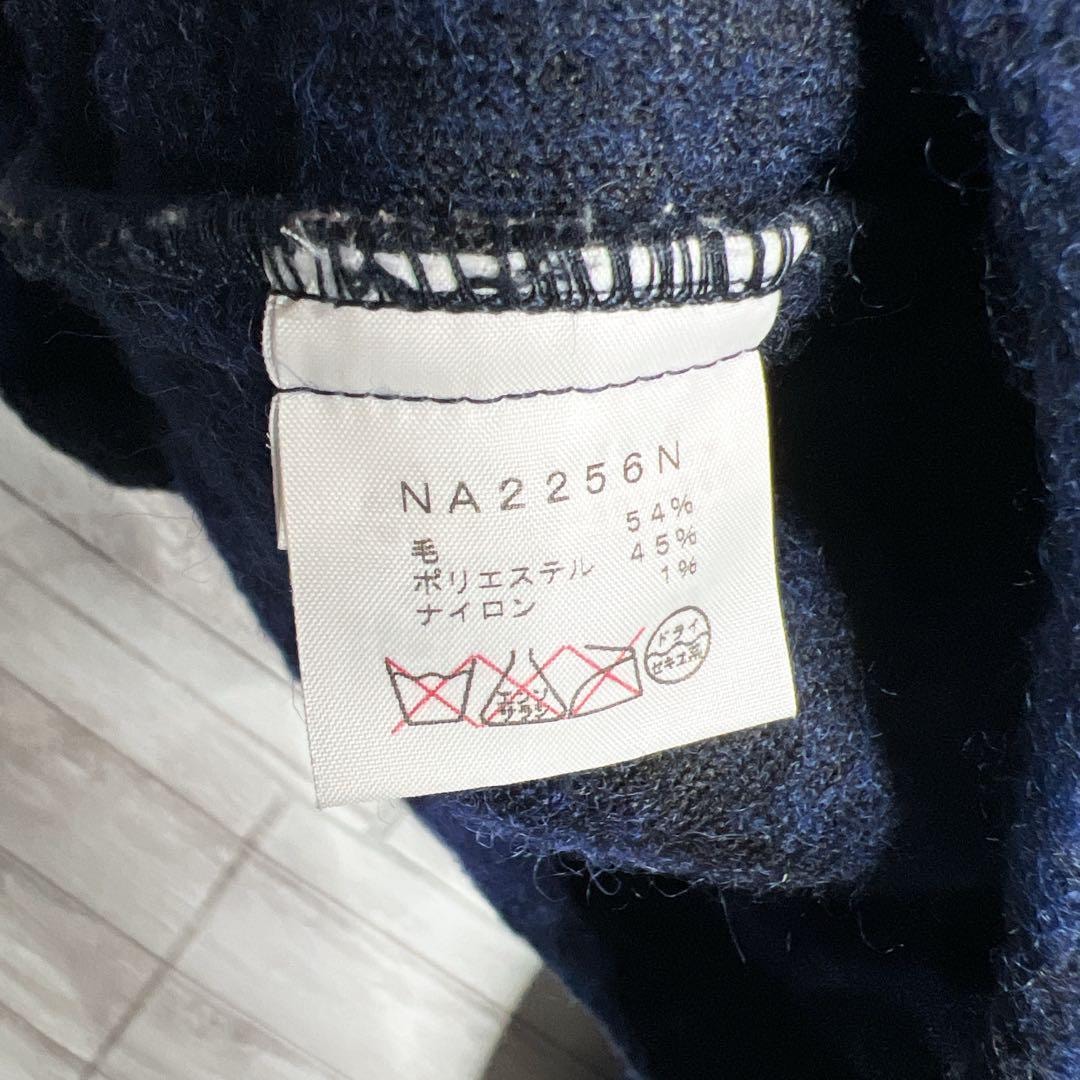 NA2256N
毛 54%
ポリエステル 45%
ナイロン 1%
エンソ
サラシ
ドライ
セキユ系